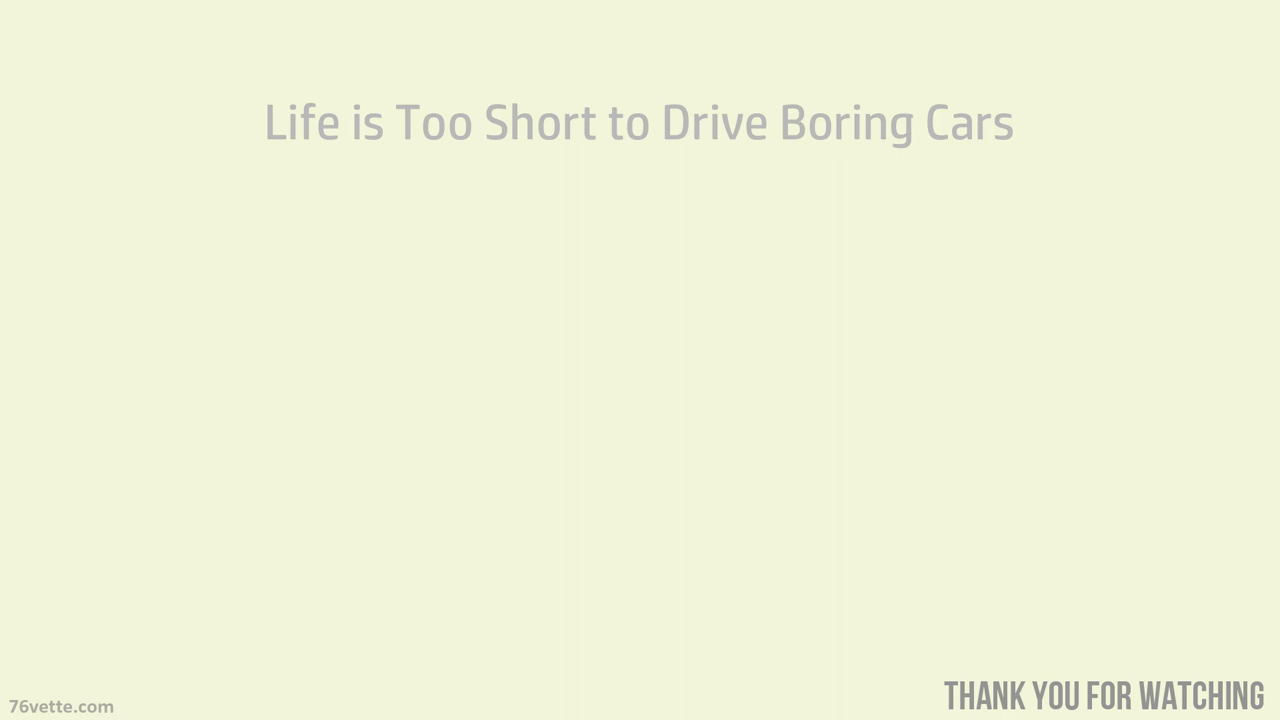 Life is Too Short to Drive Boring Cars
76vette.com
THANK YOU FOR WATCHING